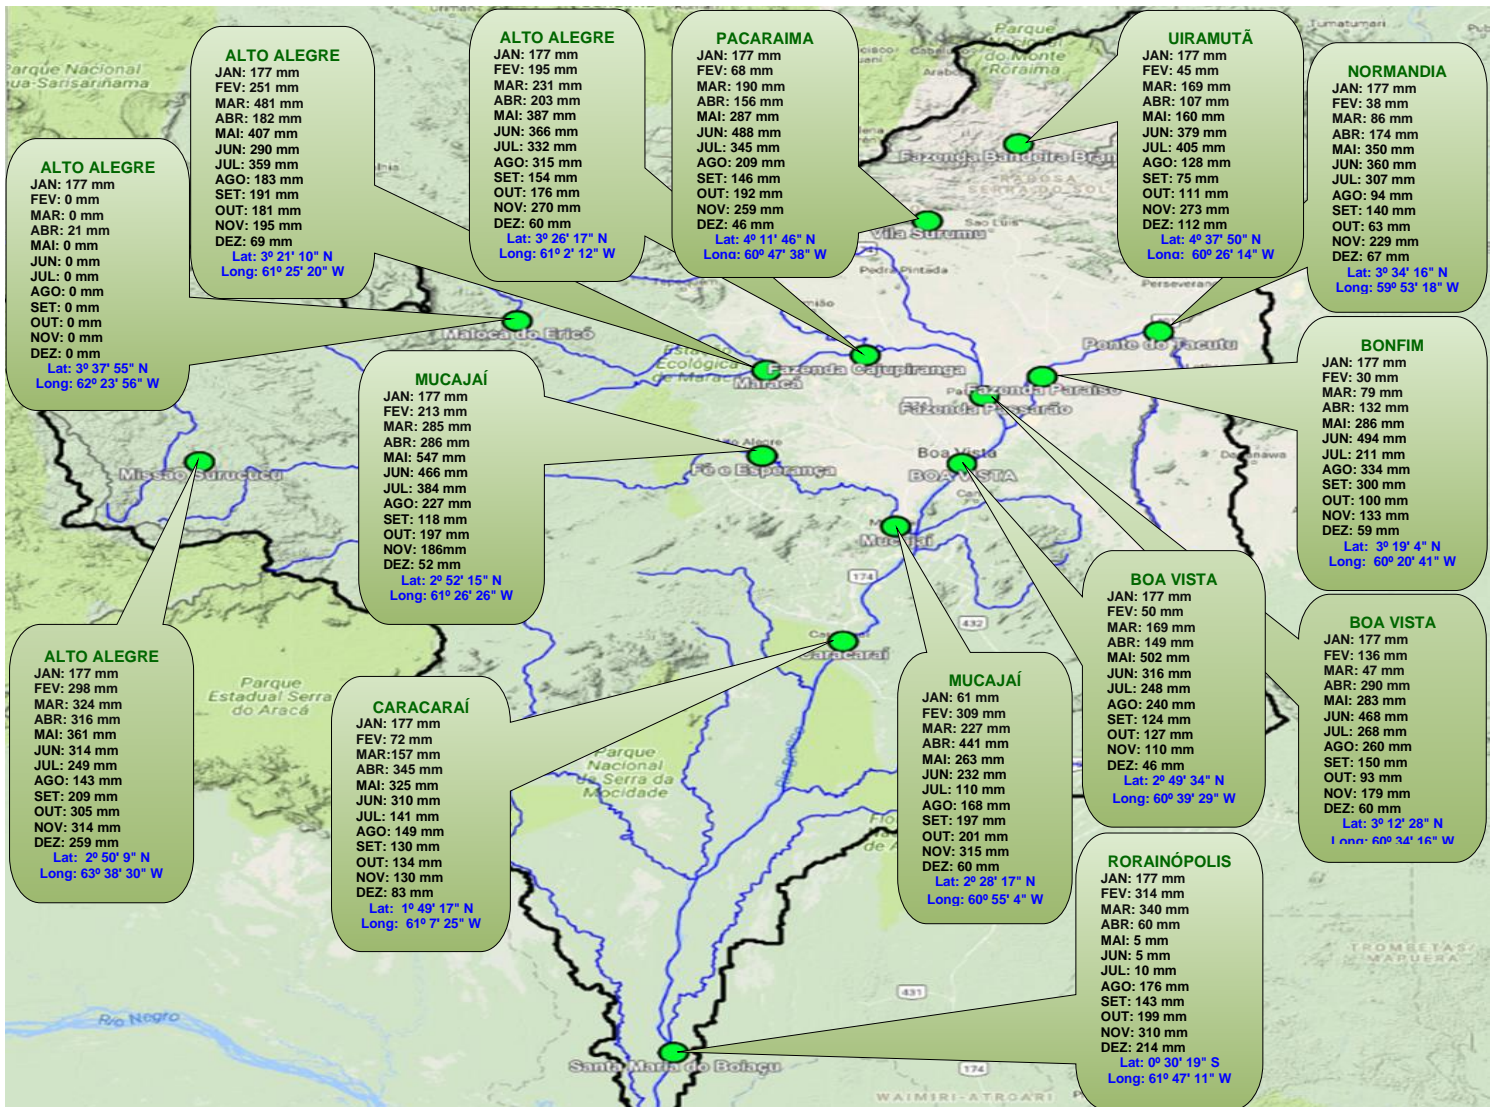 ALTO ALEGRE
JAN: 177 mm
FEV: 0 mm
MAR: 0 mm
ABR: 21 mm
MAI: 0 mm
JUN: 0 mm
JUL: 0 mm
AGO: 0 mm
SET: 0 mm
OUT: 0 mm
NOV: 0 mm
DEZ: 0 mm
Lat: 3º 37' 55" N
Long: 62º 23' 56" W
ALTO ALEGRE
JAN: 177 mm
FEV: 251 mm
MAR: 481 mm
ABR: 182 mm
MAI: 407 mm
JUN: 290 mm
JUL: 359 mm
AGO: 183 mm
SET: 191 mm
OUT: 181 mm
NOV: 195 mm
DEZ: 69 mm
Lat: 3º 21' 10" N
Long: 61º 25' 20" W
ALTO ALEGRE
JAN: 177 mm
FEV: 195 mm
MAR: 231 mm
ABR: 203 mm
MAI: 387 mm
JUN: 366 mm
JUL: 332 mm
AGO: 315 mm
SET: 154 mm
OUT: 176 mm
NOV: 270 mm
DEZ: 60 mm
Lat: 3º 26' 17" N
Long: 61º 2' 12" W
PACARAIMA
JAN: 177 mm
FEV: 68 mm
MAR: 190 mm
ABR: 156 mm
MAI: 287 mm
JUN: 488 mm
JUL: 345 mm
AGO: 209 mm
SET: 146 mm
OUT: 192 mm
NOV: 259 mm
DEZ: 46 mm
Lat: 4º 11' 46" N
Long: 60º 47' 38" W
UIRAMUTÃ
JAN: 177 mm
FEV: 45 mm
MAR: 169 mm
ABR: 107 mm
MAI: 160 mm
JUN: 379 mm
JUL: 405 mm
AGO: 128 mm
SET: 75 mm
OUT: 111 mm
NOV: 273 mm
DEZ: 112 mm
Lat: 4º 37' 50" N
Long: 60º 26' 14" W
NORMANDIA
JAN: 177 mm
FEV: 38 mm
MAR: 86 mm
ABR: 174 mm
MAI: 350 mm
JUN: 360 mm
JUL: 307 mm
AGO: 94 mm
SET: 140 mm
OUT: 63 mm
NOV: 229 mm
DEZ: 67 mm
Lat: 3º 34' 16" N
Long: 59º 53' 18" W
MUCAJAÍ
JAN: 177 mm
FEV: 213 mm
MAR: 285 mm
ABR: 286 mm
MAI: 547 mm
JUN: 466 mm
JUL: 384 mm
AGO: 227 mm
SET: 118 mm
OUT: 197 mm
NOV: 186mm
DEZ: 52 mm
Lat: 2º 52' 15" N
Long: 61º 26' 26" W
BONFIM
JAN: 177 mm
FEV: 30 mm
MAR: 79 mm
ABR: 132 mm
MAI: 286 mm
JUN: 494 mm
JUL: 211 mm
AGO: 334 mm
SET: 300 mm
OUT: 100 mm
NOV: 133 mm
DEZ: 59 mm
Lat: 3º 19' 4" N
Long: 60º 20' 41" W
ALTO ALEGRE
JAN: 177 mm
FEV: 298 mm
MAR: 324 mm
ABR: 316 mm
MAI: 361 mm
JUN: 314 mm
JUL: 249 mm
AGO: 143 mm
SET: 209 mm
OUT: 305 mm
NOV: 314 mm
DEZ: 259 mm
Lat: 2º 50' 9" N
Long: 63º 38' 30" W
CARACARAÍ
JAN: 177 mm
FEV: 72 mm
MAR:157 mm
ABR: 345 mm
MAI: 325 mm
JUN: 310 mm
JUL: 141 mm
AGO: 149 mm
SET: 130 mm
OUT: 134 mm
NOV: 130 mm
DEZ: 83 mm
Lat: 1º 49' 17" N
Long: 61º 7' 25" W
MUCAJAÍ
JAN: 61 mm
FEV: 309 mm
MAR: 227 mm
ABR: 441 mm
MAI: 263 mm
JUN: 232 mm
JUL: 110 mm
AGO: 168 mm
SET: 197 mm
OUT: 201 mm
NOV: 315 mm
DEZ: 60 mm
Lat: 2º 28' 17" N
Long: 60º 55' 4" W
BOA VISTA
JAN: 177 mm
FEV: 50 mm
MAR: 169 mm
ABR: 149 mm
MAI: 502 mm
JUN: 316 mm
JUL: 248 mm
AGO: 240 mm
SET: 124 mm
OUT: 127 mm
NOV: 110 mm
DEZ: 46 mm
Lat: 2º 49' 34" N
Long: 60º 39' 29" W
BOA VISTA
JAN: 177 mm
FEV: 136 mm
MAR: 47 mm
ABR: 290 mm
MAI: 283 mm
JUN: 468 mm
JUL: 268 mm
AGO: 260 mm
SET: 150 mm
OUT: 93 mm
NOV: 179 mm
DEZ: 60 mm
Lat: 3º 12' 28" N
Long: 60º 34' 16" W
RORAINÓPOLIS
JAN: 177 mm
FEV: 314 mm
MAR: 340 mm
ABR: 60 mm
MAI: 5 mm
JUN: 5 mm
JUL: 10 mm
AGO: 176 mm
SET: 143 mm
OUT: 199 mm
NOV: 310 mm
DEZ: 214 mm
Lat: 0º 30' 19" S
Long: 61º 47' 11" W
Parque Nacional
Parque
do Monte
Roraima
Tumatumari
Fazenda Bandeira Bran
RAPOSA
SERRA DO SOL
Vila Surumu
Sao Luis
Pedra Pintada
Perseveran
Maloca do Ericó
Estação
Ecológica
de Marac
Maracá
Fazenda Cajupiranga
Ponte do Tacutu
Fazenda Paraíso
Fazenda Passarão
Missão Surucucu
Alegre
Fé e Esperança
Boa Vista
BOA VISTA
Mucajaí
174
432
Caracaraí
Parque
Estadual Serra
do Aracá
Parque
Nacional
da Serra da
Mocidade
Rio Branco
Rio Negro
431
TROMBETAS/
MAPUERA
Santa Maria do Boiaçu
174
WAIMIRI-ATROARI